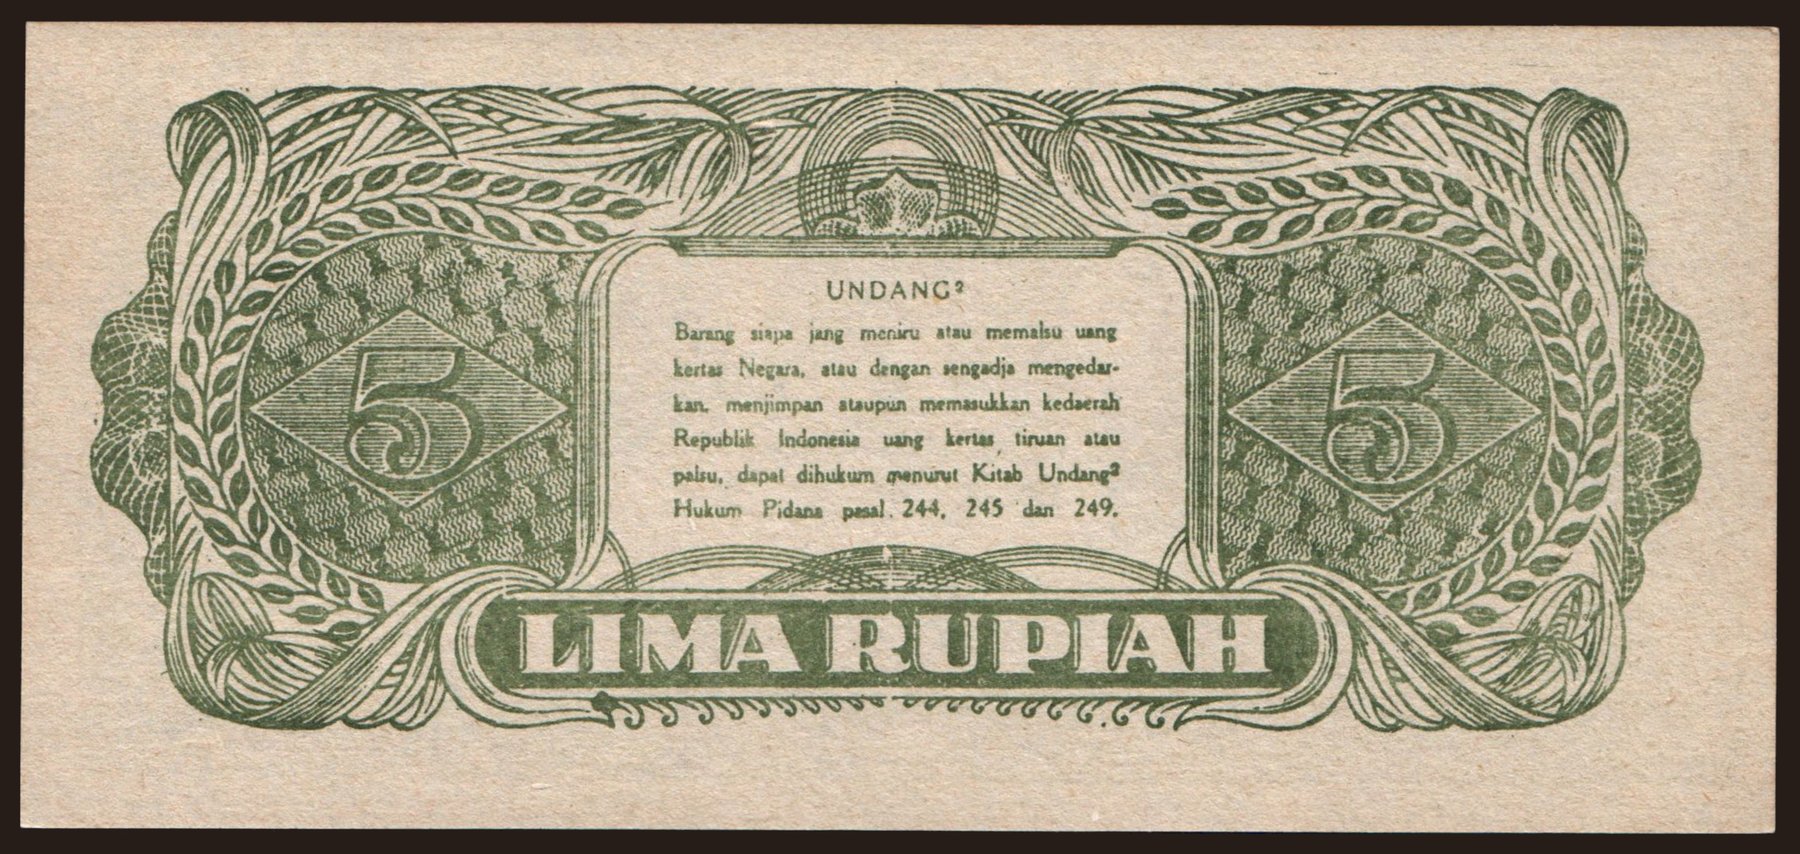 UNDANG²
Barang siapa jang meniru atau memalsu uang
kertas Negara, atau dengan sengadja mengedar-
kan, menjimpan ataupun memasukkan kedaerah
Republik Indonesia uang kertas tiruan atau
palsu, dapat dihukum menurut Kitab Undang²
Hukum Pidana pasal 244, 245 dan 249.
5
5
LIMA RUPIAH